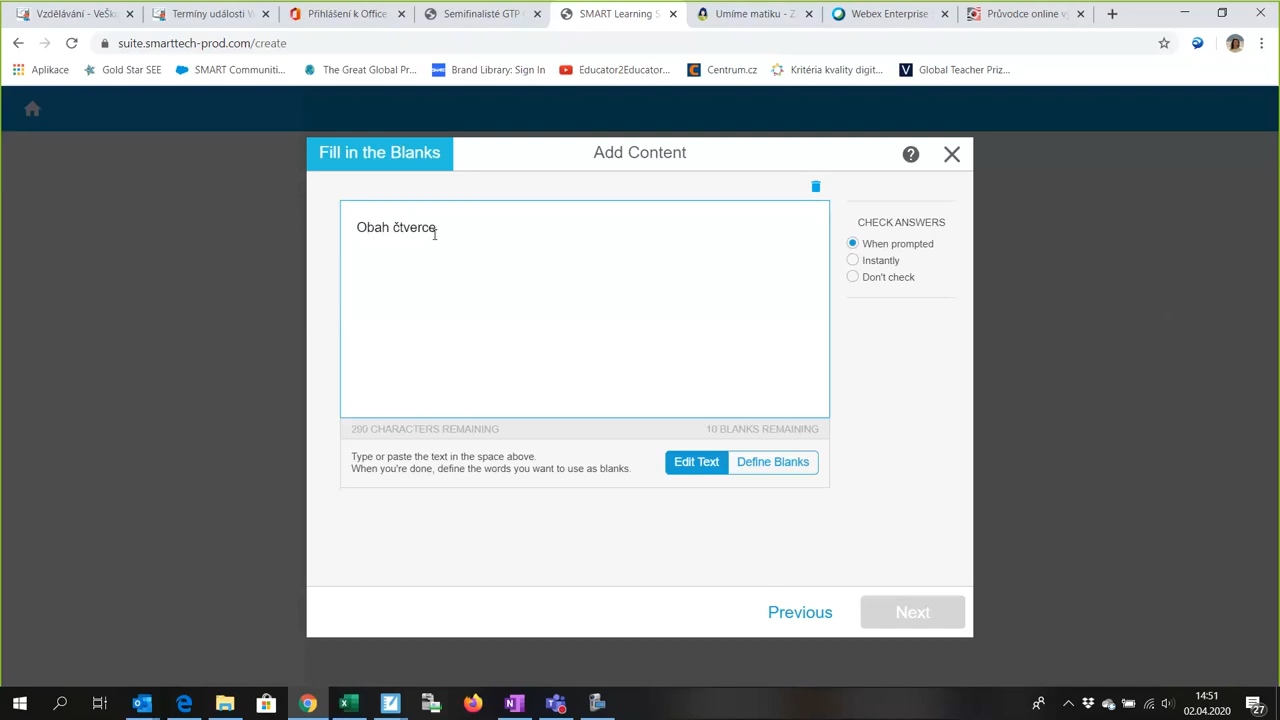 Vzdělávání - VeŠk
Termíny události W
Přihlášení k Office
Semifinalisté GTP C
SMART Learning S
Umíme matiku - Z
Webex Enterprise
Průvodce online v
suite.smarttech-prod.com/create
Aplikace
Gold Star SEE
SMART Communiti...
The Great Global Pr...
Brand Library: Sign In
Educator2Educator...
Centrum.cz
Kritéria kvality digit...
Global Teacher Priz...
Fill in the Blanks
Add Content
Obah čtverce
CHECK ANSWERS
When prompted
Instantly
Don't check
290 CHARACTERS REMAINING
10 BLANKS REMAINING
Type or paste the text in the space above.
When you're done, define the words you want to use as blanks.
Edit Text
Define Blanks
Previous
Next
14:51
02.04.2020
27